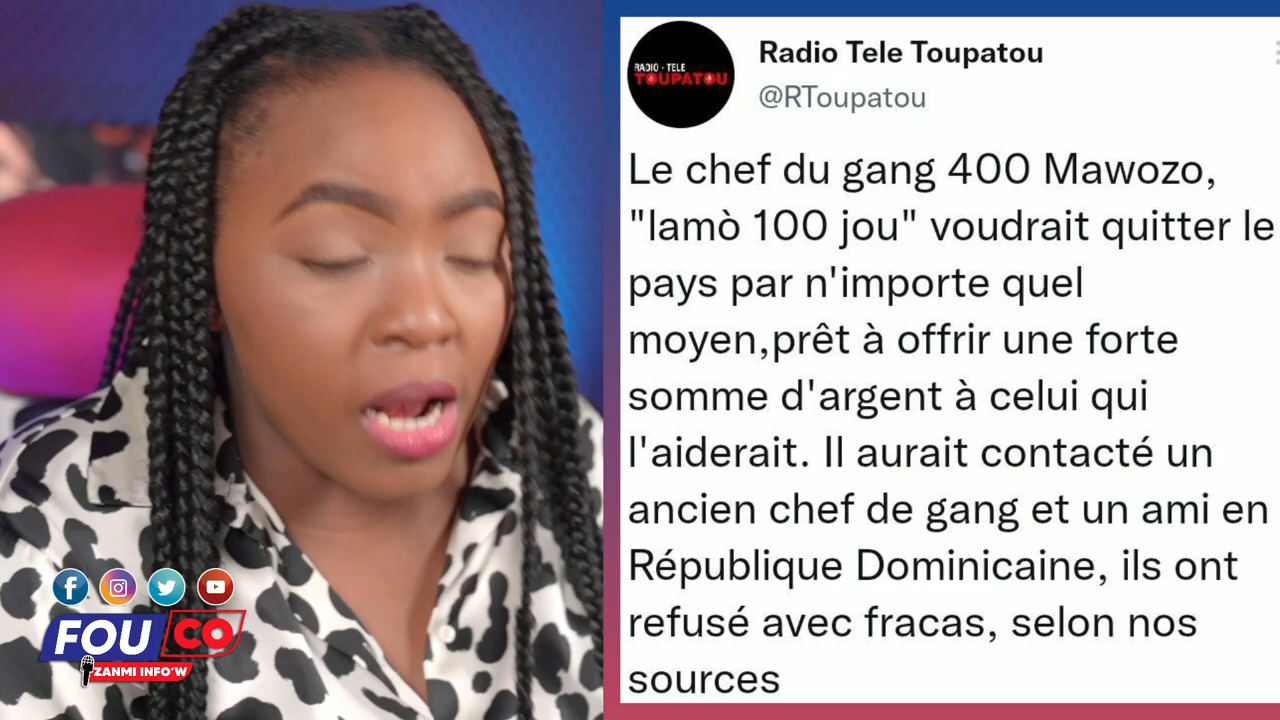 RADIO - TELE
TOUPATOU
Radio Tele Toupatou
@RToupatou
Le chef du gang 400 Mawozo,
"lamò 100 jou" voudrait quitter le
pays par n'importe quel
moyen,prêt à offrir une forte
somme d'argent à celui qui
l'aiderait. Il aurait contacté un
ancien chef de gang et un ami en
République Dominicaine, ils ont
refusé avec fracas, selon nos
sources
FOU CO
ZANMI INFO'W